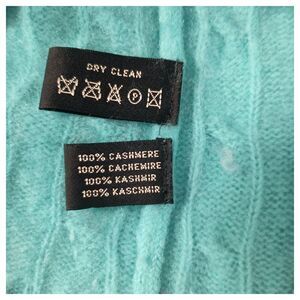 DRY CLEAN
P
100% CASHMERE
100% CACHEMIRE
100% KASHMIR
100% KASCHMIR